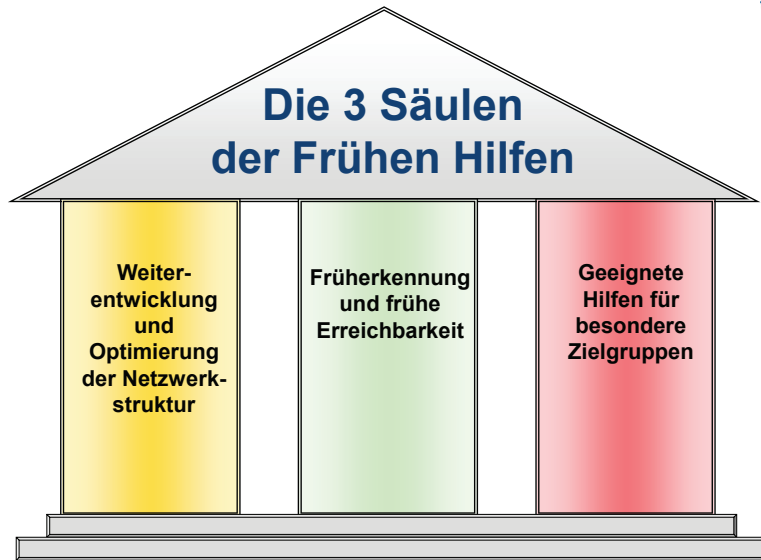 Die 3 Säulen
der Frühen Hilfen
Weiter-
entwicklung
und
Optimierung
der Netzwerk-
struktur
Früherkennung
und frühe
Erreichbarkeit
Geeignete
Hilfen für
besondere
Zielgruppen